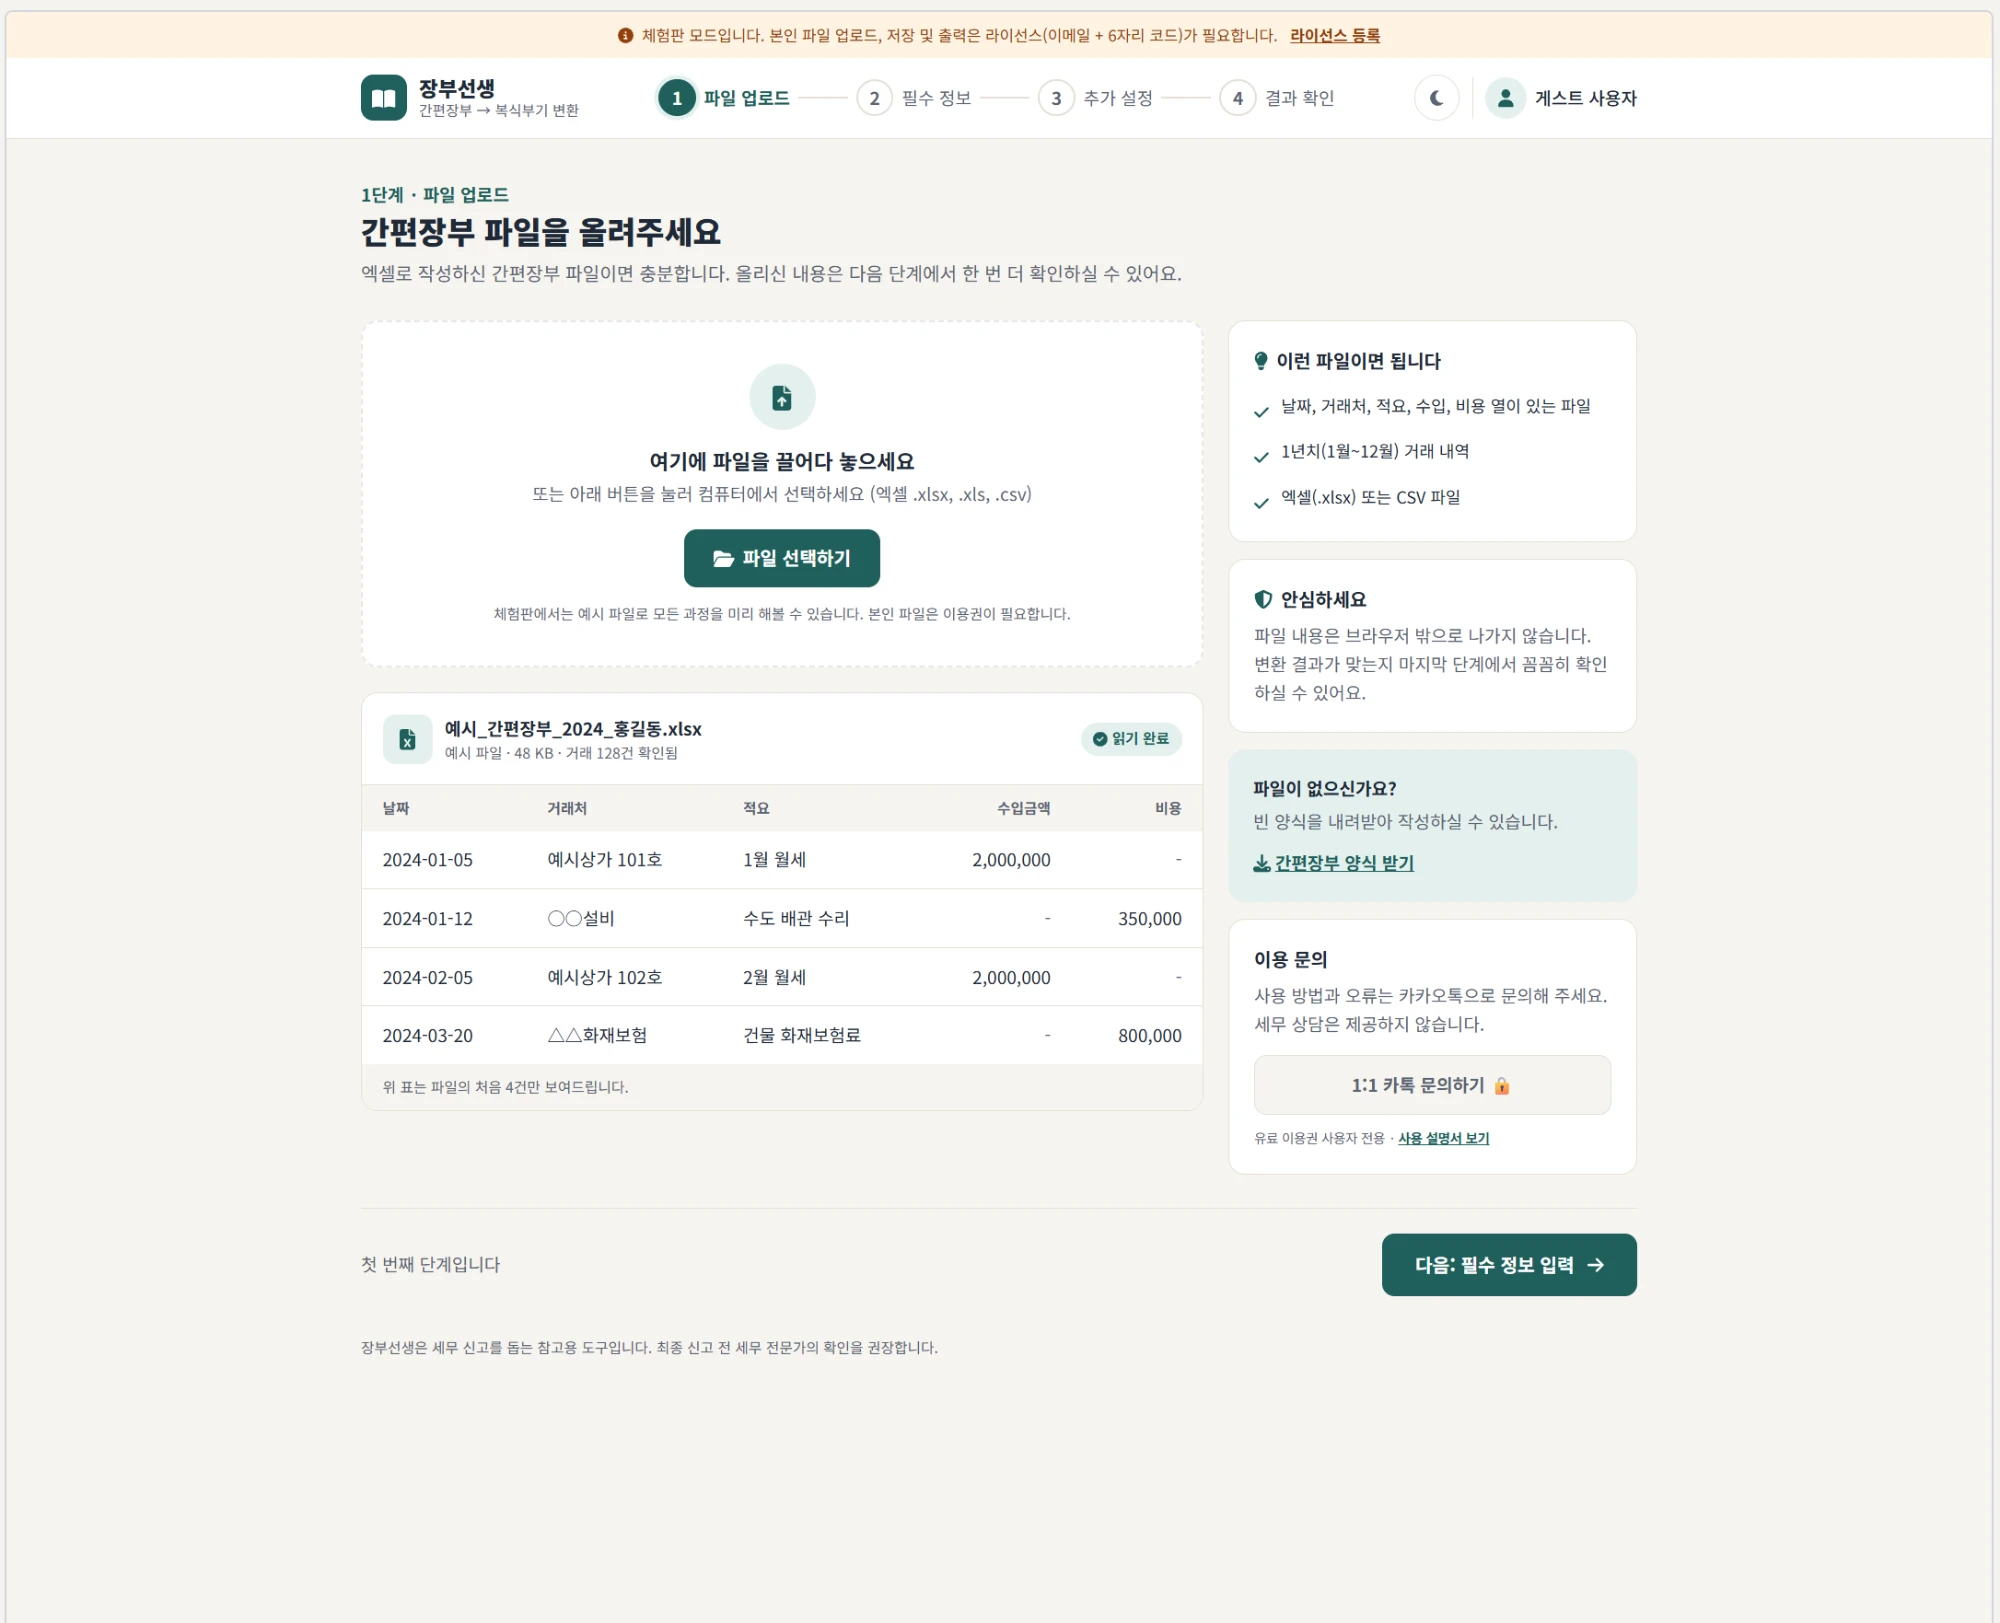 체험판 모드입니다. 본인 파일 업로드, 저장 및 출력은 라이선스(이메일 + 6자리 코드)가 필요합니다. 라이선스 등록
장부선생
간편장부 → 복식부기 변환
1 파일 업로드
2 필수 정보
3 추가 설정
4 결과 확인
게스트 사용자
1단계 · 파일 업로드
간편장부 파일을 올려주세요
엑셀로 작성하신 간편장부 파일이면 충분합니다. 올리신 내용은 다음 단계에서 한 번 더 확인하실 수 있어요.
여기에 파일을 끌어다 놓으세요
또는 아래 버튼을 눌러 컴퓨터에서 선택하세요 (엑셀 .xlsx, .xls, .csv)
파일 선택하기
체험판에서는 예시 파일로 모든 과정을 미리 해볼 수 있습니다. 본인 파일은 이용권이 필요합니다.
예시_간편장부_2024_홍길동.xlsx
예시 파일 · 48 KB · 거래 128건 확인됨
읽기 완료
날짜 거래처 적요 수입금액 비용
2024-01-05 예시상가 101호 1월 월세 2,000,000 -
2024-01-12 ○○설비 수도 배관 수리 - 350,000
2024-02-05 예시상가 102호 2월 월세 2,000,000 -
2024-03-20 △△화재보험 건물 화재보험료 - 800,000
위 표는 파일의 처음 4건만 보여드립니다.
이런 파일이면 됩니다
날짜, 거래처, 적요, 수입, 비용 열이 있는 파일
1년치(1월~12월) 거래 내역
엑셀(.xlsx) 또는 CSV 파일
안심하세요
파일 내용은 브라우저 밖으로 나가지 않습니다.
변환 결과가 맞는지 마지막 단계에서 꼼꼼히 확인
하실 수 있어요.
파일이 없으신가요?
빈 양식을 내려받아 작성하실 수 있습니다.
간편장부 양식 받기
이용 문의
사용 방법과 오류는 카카오톡으로 문의해 주세요.
세무 상담은 제공하지 않습니다.
1:1 카톡 문의하기
유료 이용권 사용자 전용 · 사용 설명서 보기
첫 번째 단계입니다
다음: 필수 정보 입력 →
장부선생은 세무 신고를 돕는 참고용 도구입니다. 최종 신고 전 세무 전문가의 확인을 권장합니다.